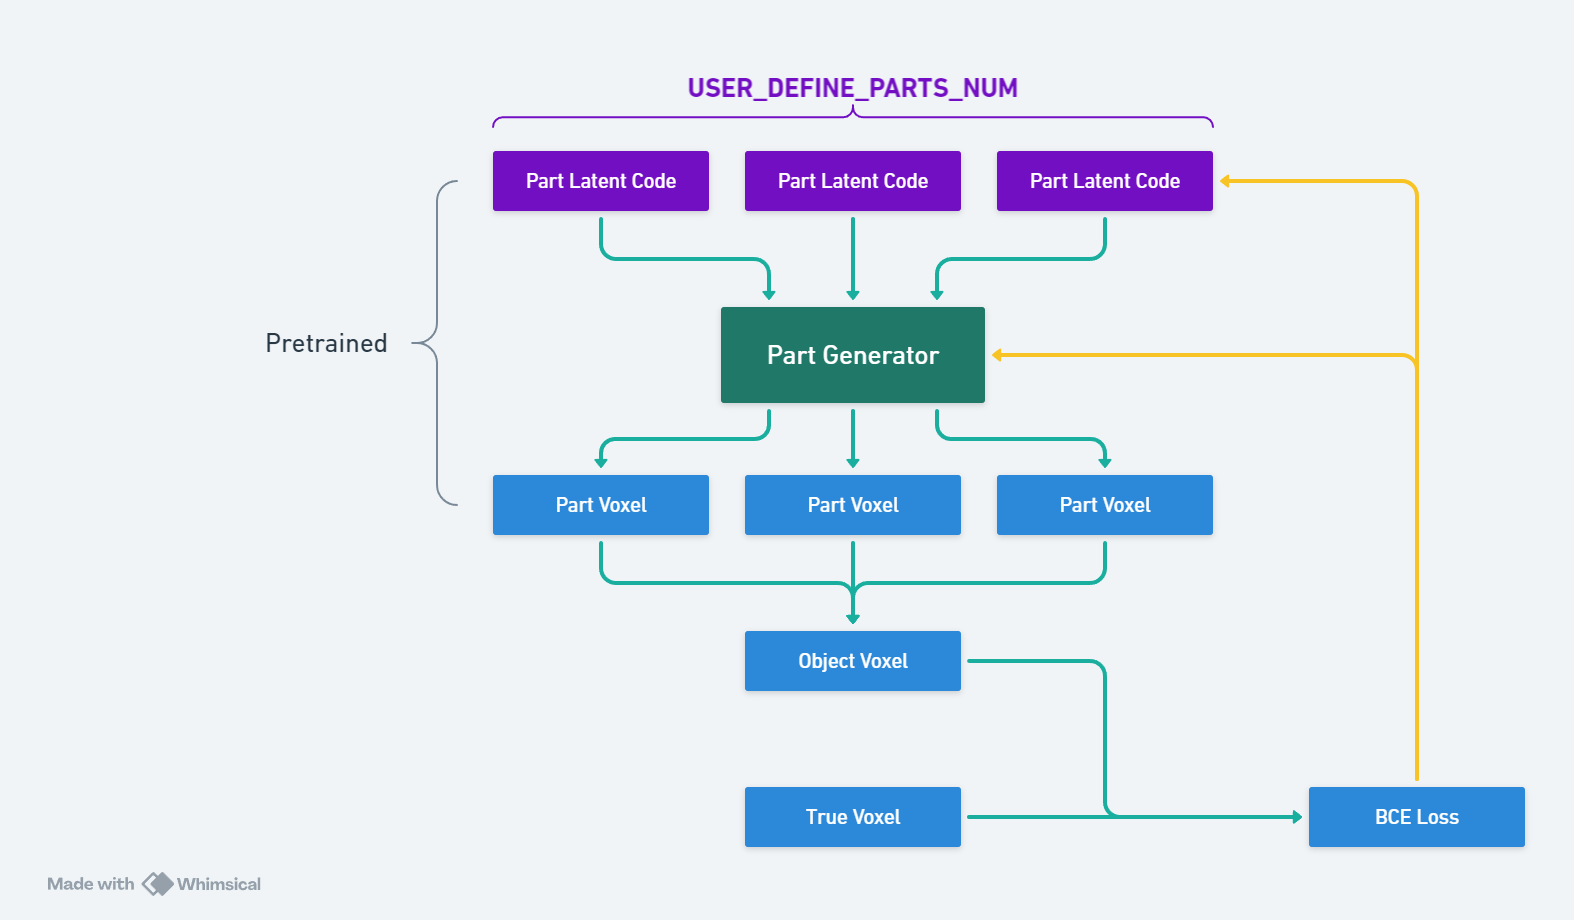 USER_DEFINE_PARTS_NUM
Part Latent Code
Part Latent Code
Part Latent Code
Pretrained
Part Generator
Part Voxel
Part Voxel
Part Voxel
Object Voxel
True Voxel
BCE Loss
Made with Whimsical